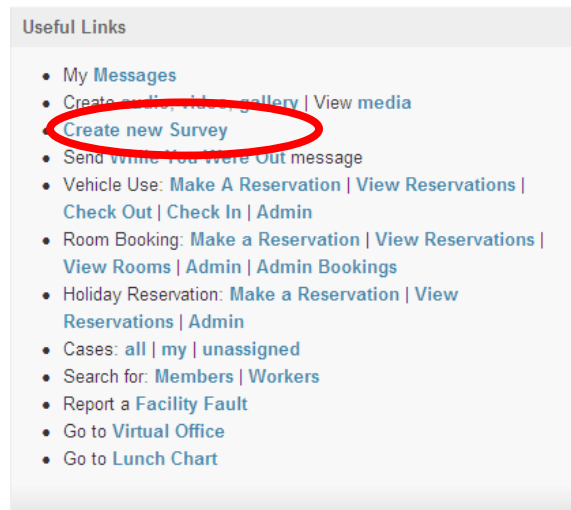 Useful Links
• My Messages
• Create audio, video, gallery | View media
• Create new Survey
• Send While You Were Out message
• Vehicle Use: Make A Reservation | View Reservations |
Check Out | Check In | Admin
• Room Booking: Make a Reservation | View Reservations |
View Rooms | Admin | Admin Bookings
• Holiday Reservation: Make a Reservation | View
Reservations | Admin
• Cases: all | my | unassigned
• Search for: Members | Workers
• Report a Facility Fault
• Go to Virtual Office
• Go to Lunch Chart